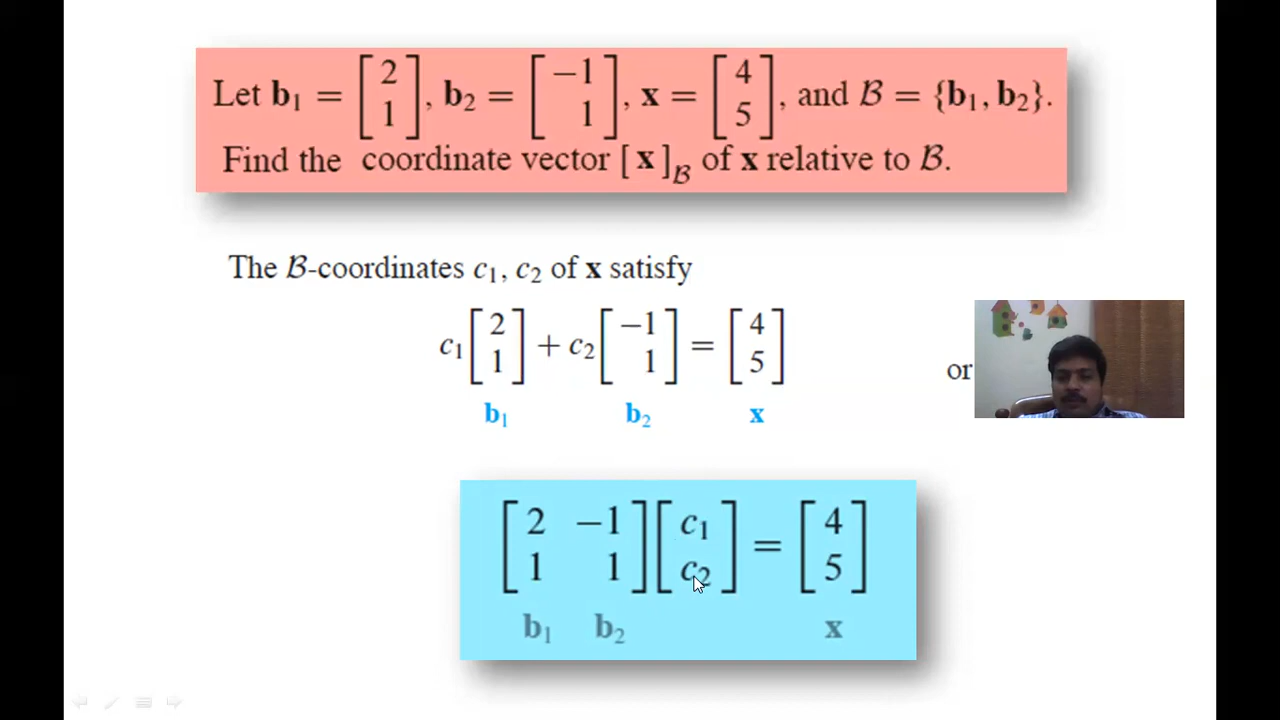 Let b1 = [2 1], b2 = [−1 1], x = [4 5], and ℬ = {b1, b2}.
Find the coordinate vector [x]ℬ of x relative to ℬ.
The ℬ-coordinates c1, c2 of x satisfy
c1 [2 1] + c2 [−1 1] = [4 5]
or
b1 b2 x
[2 −1
1 1] [c1 c2] = [4 5]
b1 b2 x